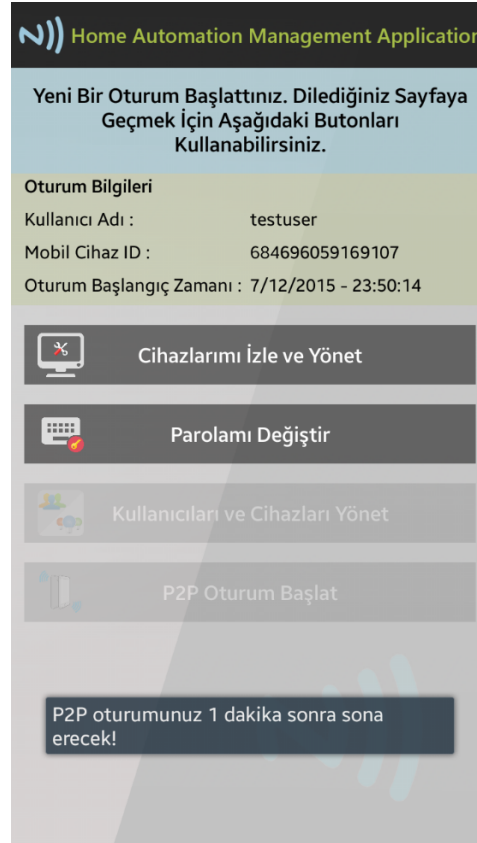 Home Automation Management Application
Yeni Bir Oturum Başlattınız. Dilediğiniz Sayfaya
Geçmek İçin Aşağıdaki Butonları
Kullanabilirsiniz.
Oturum Bilgileri
Kullanıcı Adı : testuser
Mobil Cihaz ID : 684696059169107
Oturum Başlangıç Zamanı : 7/12/2015 - 23:50:14
Cihazlarımı İzle ve Yönet
Parolamı Değiştir
Kullanıcıları ve Cihazları Yönet
P2P Oturum Başlat
P2P oturumunuz 1 dakika sonra sona
erecek!